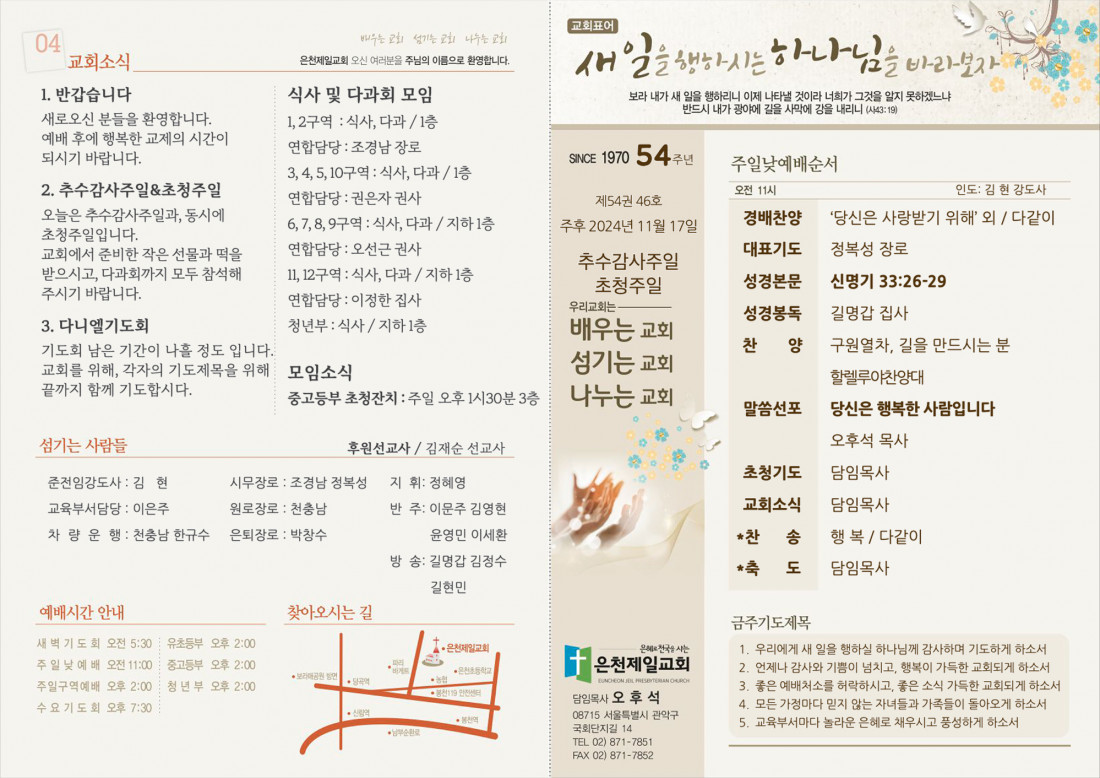 04
교회소식
배우는 교회 섬기는 교회 나누는 교회
은천제일교회 오신 여러분을 주님의 이름으로 환영합니다.
1. 반갑습니다
새로오신 분들을 환영합니다.
예배 후에 행복한 교제의 시간이
되시기 바랍니다.
2. 추수감사주일&초청주일
오늘은 추수감사주일과, 동시에
초청주일입니다.
교회에서 준비한 작은 선물과 떡을
받으시고, 다과회까지 모두 참석해
주시기 바랍니다.
3. 다니엘기도회
기도회 남은 기간이 나흘 정도 입니다.
교회를 위해, 각자의 기도제목을 위해
끝까지 함께 기도합시다.
식사 및 다과회 모임
1, 2구역 : 식사, 다과 / 1층
연합담당 : 조경남 장로
3, 4, 5, 10구역 : 식사, 다과 / 1층
연합담당 : 권은자 권사
6, 7, 8, 9구역 : 식사, 다과 / 지하 1층
연합담당 : 오선근 권사
11, 12구역 : 식사, 다과 / 지하 1층
연합담당 : 이정한 집사
청년부 : 식사 / 지하 1층
모임소식
중고등부 초청잔치 : 주일 오후 1시30분 3층
섬기는 사람들
후원선교사 / 김재순 선교사
준전임강도사 : 김 현
교육부서담당 : 이은주
차 량 운 행 : 천충남 한규수
시무장로 : 조경남 정복성
원로장로 : 천충남
은퇴장로 : 박창수
지 휘: 정혜영
반 주: 이문주 김영현
윤영민 이세환
방 송: 길명갑 김정수
길현민
예배시간 안내
새 벽 기 도 회 오전 5:30
주 일 낮 예 배 오전 11:00
주일구역예배 오후 2:00
수 요 기 도 회 오후 7:30
유초등부 오후 2:00
중고등부 오후 2:00
청 년 부 오후 2:00
찾아오시는 길
은천제일교회
파리
바게트
은천초등학교
보라매공원 방면
당곡역
농협
봉천119 안전센터
신림역
봉천역
남부순환로
교회표어
새 일을 행하시는 하나님을 바라보자
보라 내가 새 일을 행하리니 이제 나타낼 것이라 너희가 그것을 알지 못하겠느냐
반드시 내가 광야에 길을 사막에 강을 내리니 (사43:19)
SINCE 1970 54주년
제54권 46호
주후 2024년 11월 17일
추수감사주일
초청주일
우리교회는
배우는 교회
섬기는 교회
나누는 교회
은혜로 천국을 사는
은천제일교회
EUNCHEON JEIL PRESBYTERIAN CHURCH
담임목사 오 후 석
08715 서울특별시 관악구
국회단지길 14
TEL 02) 871-7851
FAX 02) 871-7852
주일낮예배순서
오전 11시 인도: 김 현 강도사
경배찬양 ‘당신은 사랑받기 위해’ 외 / 다같이
대표기도 정복성 장로
성경본문 신명기 33:26-29
성경봉독 길명갑 집사
찬 양 구원열차, 길을 만드시는 분
할렐루야찬양대
말씀선포 당신은 행복한 사람입니다
오후석 목사
초청기도 담임목사
교회소식 담임목사
*찬 송 행 복 / 다같이
*축 도 담임목사
금주기도제목
1. 우리에게 새 일을 행하실 하나님께 감사하며 기도하게 하소서
2. 언제나 감사와 기쁨이 넘치고, 행복이 가득한 교회되게 하소서
3. 좋은 예배처소를 허락하시고, 좋은 소식 가득한 교회되게 하소서
4. 모든 가정마다 믿지 않는 자녀들과 가족들이 돌아오게 하소서
5. 교육부서마다 놀라운 은혜로 채우시고 풍성하게 하소서